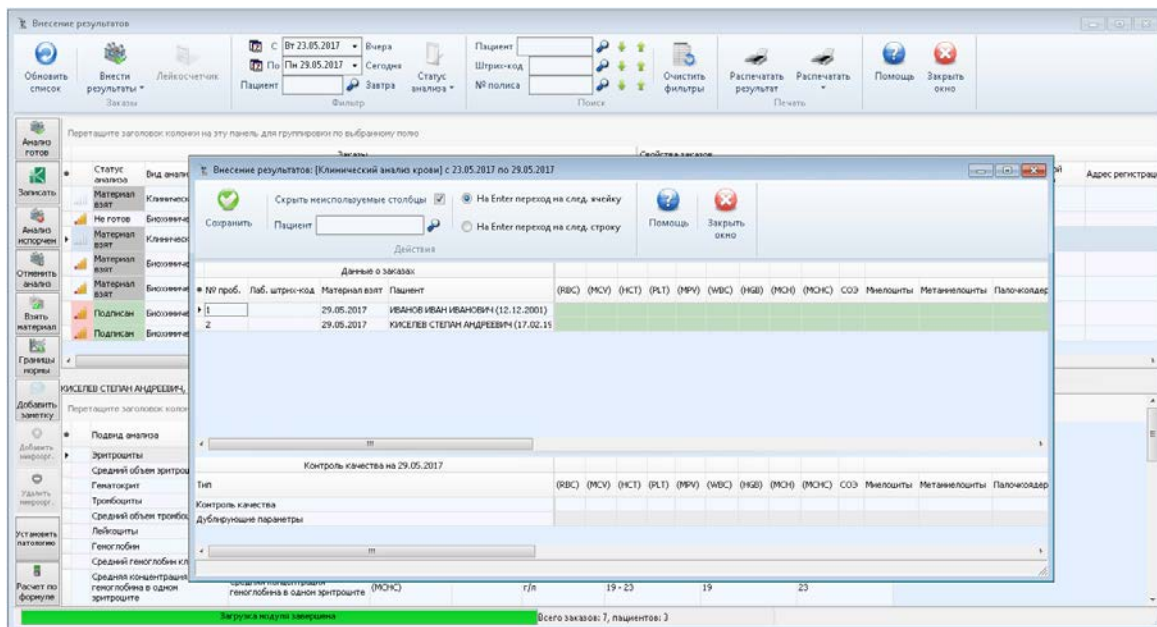 Внесение результатов
Обновить список
Внести результаты
Лейкосчетчик
Заказы
С Вт 23.05.2017 Вчера
По Пн 29.05.2017 Сегодня
Пациент Завтра
Статус анализа
Фильтр
Пациент
Штрих-код
№ полиса
Очистить фильтры
Поиск
Распечатать результат
Распечатать
Печать
Помощь
Закрыть окно
Анализ готов
Записать
Анализ испорчен
Отменить анализ
Взять материал
Границы нормы
Добавить заметку
Добавить
Удалить
Установить патологию
Расчет по формуле
Перетащите заголовок колонки на эту панель для группировки по выбранному полю
Заказы Свойства заказов
Статус анализа
Адрес регистрац
Материал взят Клиническ
Не готов Биохимиче
Материал взят Клиническ
Материал взят Биохимиче
Материал взят Биохимиче
Подписан Биохимиче
Подписан Биохимиче
Внесение результатов: [Клинический анализ крови] с 23.05.2017 по 29.05.2017
Сохранить
Скрыть неиспользуемые столбцы
Пациент
На Enter переход на след. ячейку
На Enter переход на след. строку
Действия
Помощь
Закрыть окно
Данные о заказах
№ проб. Лаб. штрих-код Материал взят Пациент (RBC) (MCV) (HCT) (PLT) (MPV) (WBC) (HGB) (MCH) (MCHC) СОЭ Миелоциты Метамиелоциты Палочкоядер
1 29.05.2017 ИВАНОВ ИВАН ИВАНОВИЧ (12.12.2001)
2 29.05.2017 КИСЕЛЕВ СТЕПАН АНДРЕЕВИЧ (17.02.19
Контроль качества на 29.05.2017
Тип (RBC) (MCV) (HCT) (PLT) (MPV) (WBC) (HGB) (MCH) (MCHC) СОЭ Миелоциты Метамиелоциты Палочкоядер
Контроль качества
Дублирующие параметры
КИСЕЛЕВ СТЕПАН АНДРЕЕВИЧ,
Перетащите заголовок колон
Подвид анализа
Эритроциты
Средний объем эритроц
Гематокрит
Тромбоциты
Средний объем тромбоц
Лейкоциты
Гемоглобин
Средний гемоглобин кл
Средняя концентрация гемоглобина в одном эритроците
гемоглобина в одном эритроците (MCHC) г/л 19 - 23 19 23
Загрузка модуля завершена
Всего заказов: 7, пациентов: 3